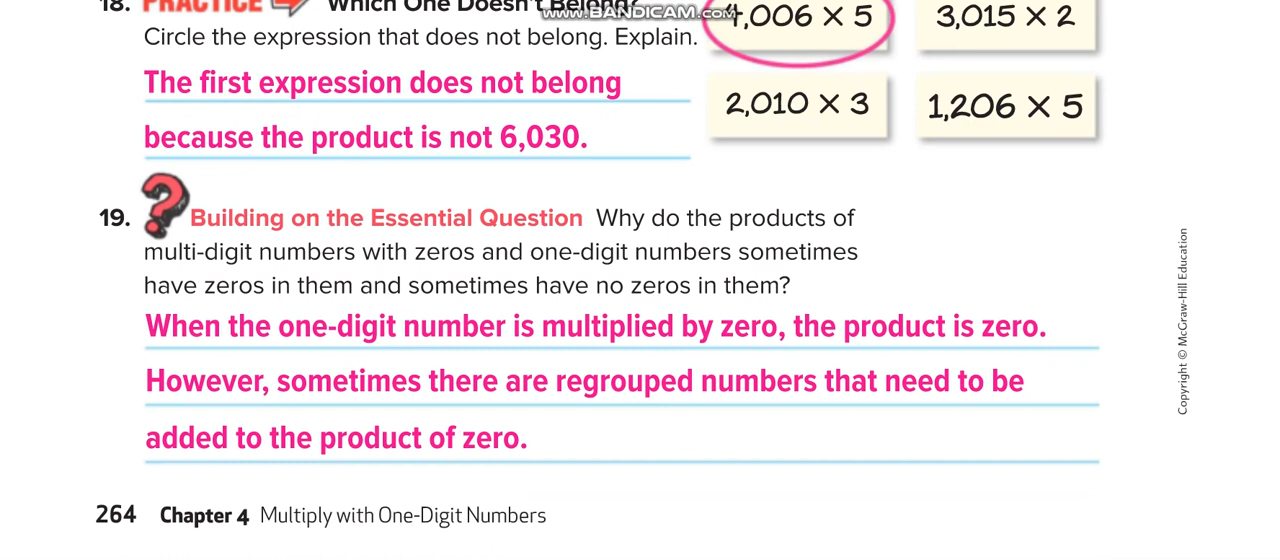 18. PRACTICE Which One Doesn't Belong?
www.BANDICAM.com
Circle the expression that does not belong. Explain.
4,006 × 5
3,015 × 2
2,010 × 3
1,206 × 5
The first expression does not belong
because the product is not 6,030.
19. ? Building on the Essential Question Why do the products of
multi-digit numbers with zeros and one-digit numbers sometimes
have zeros in them and sometimes have no zeros in them?
When the one-digit number is multiplied by zero, the product is zero.
However, sometimes there are regrouped numbers that need to be
added to the product of zero.
Copyright © McGraw-Hill Education
264 Chapter 4 Multiply with One-Digit Numbers